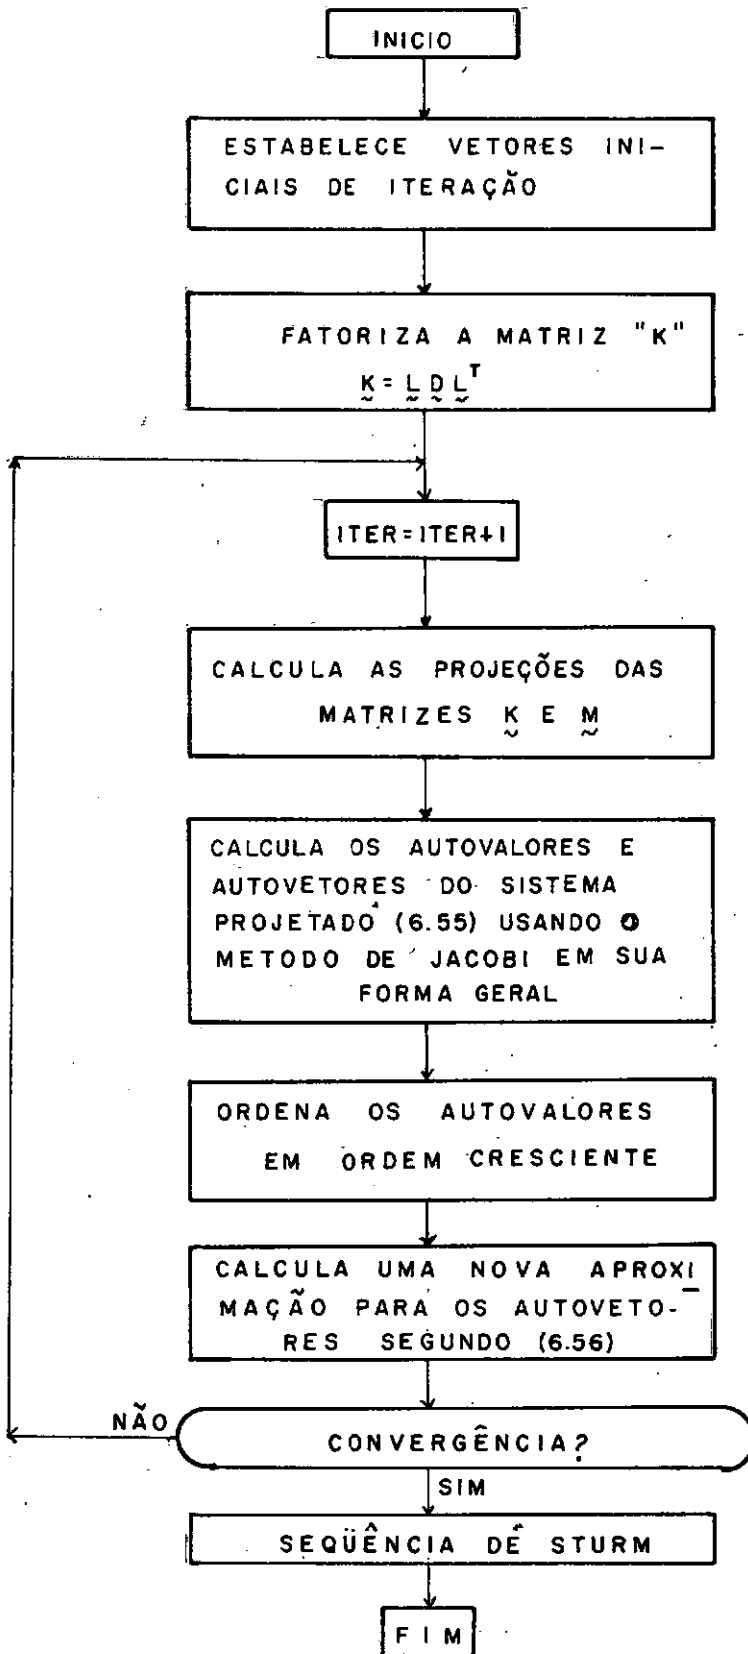 INICIO
ESTABELECE VETORES INI-
CIAIS DE ITERAÇÃO
FATORIZA A MATRIZ "K"
K = L D L^T
ITER=ITER+1
CALCULA AS PROJEÇÕES DAS
MATRIZES K E M
CALCULA OS AUTOVALORES E
AUTOVETORES DO SISTEMA
PROJETADO (6.55) USANDO O
METODO DE JACOBI EM SUA
FORMA GERAL
ORDENA OS AUTOVALORES
EM ORDEM CRESCIENTE
CALCULA UMA NOVA APROXI-
MAÇÃO PARA OS AUTOVETO-
RES SEGUNDO (6.56)
NÃO
CONVERGÊNCIA?
SIM
SEQÜÊNCIA DE STURM
FIM